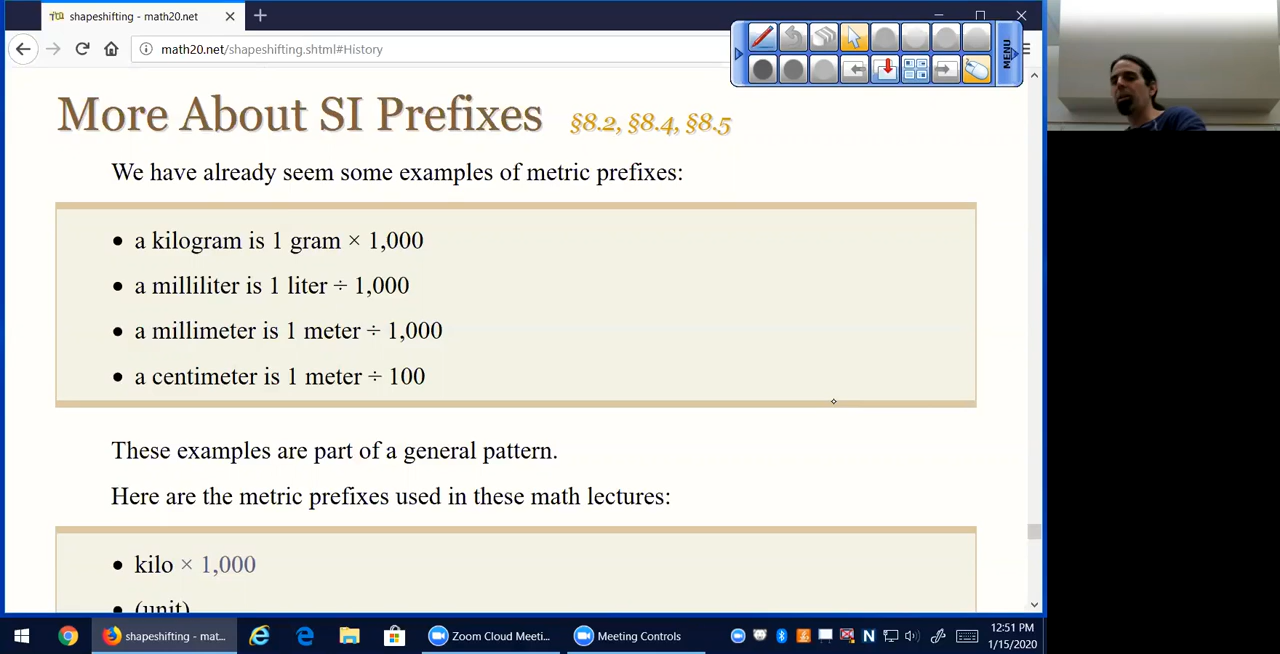 shapeshifting - math20.net
math20.net/shapeshifting.shtml#History
MENU
More About SI Prefixes §8.2, §8.4, §8.5
We have already seem some examples of metric prefixes:
• a kilogram is 1 gram × 1,000
• a milliliter is 1 liter ÷ 1,000
• a millimeter is 1 meter ÷ 1,000
• a centimeter is 1 meter ÷ 100
These examples are part of a general pattern.
Here are the metric prefixes used in these math lectures:
• kilo × 1,000
• (unit)
shapeshifting - mat...
Zoom Cloud Meeti...
Meeting Controls
12:51 PM
1/15/2020